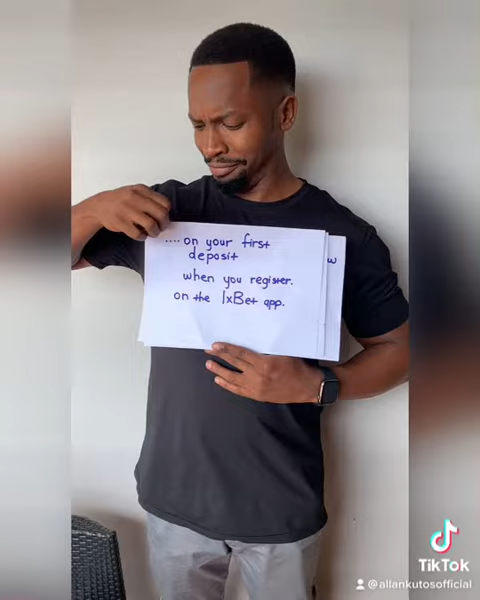 .... on your first
deposit
when you register.
on the 1xBet app.
TikTok
@allankutosofficial